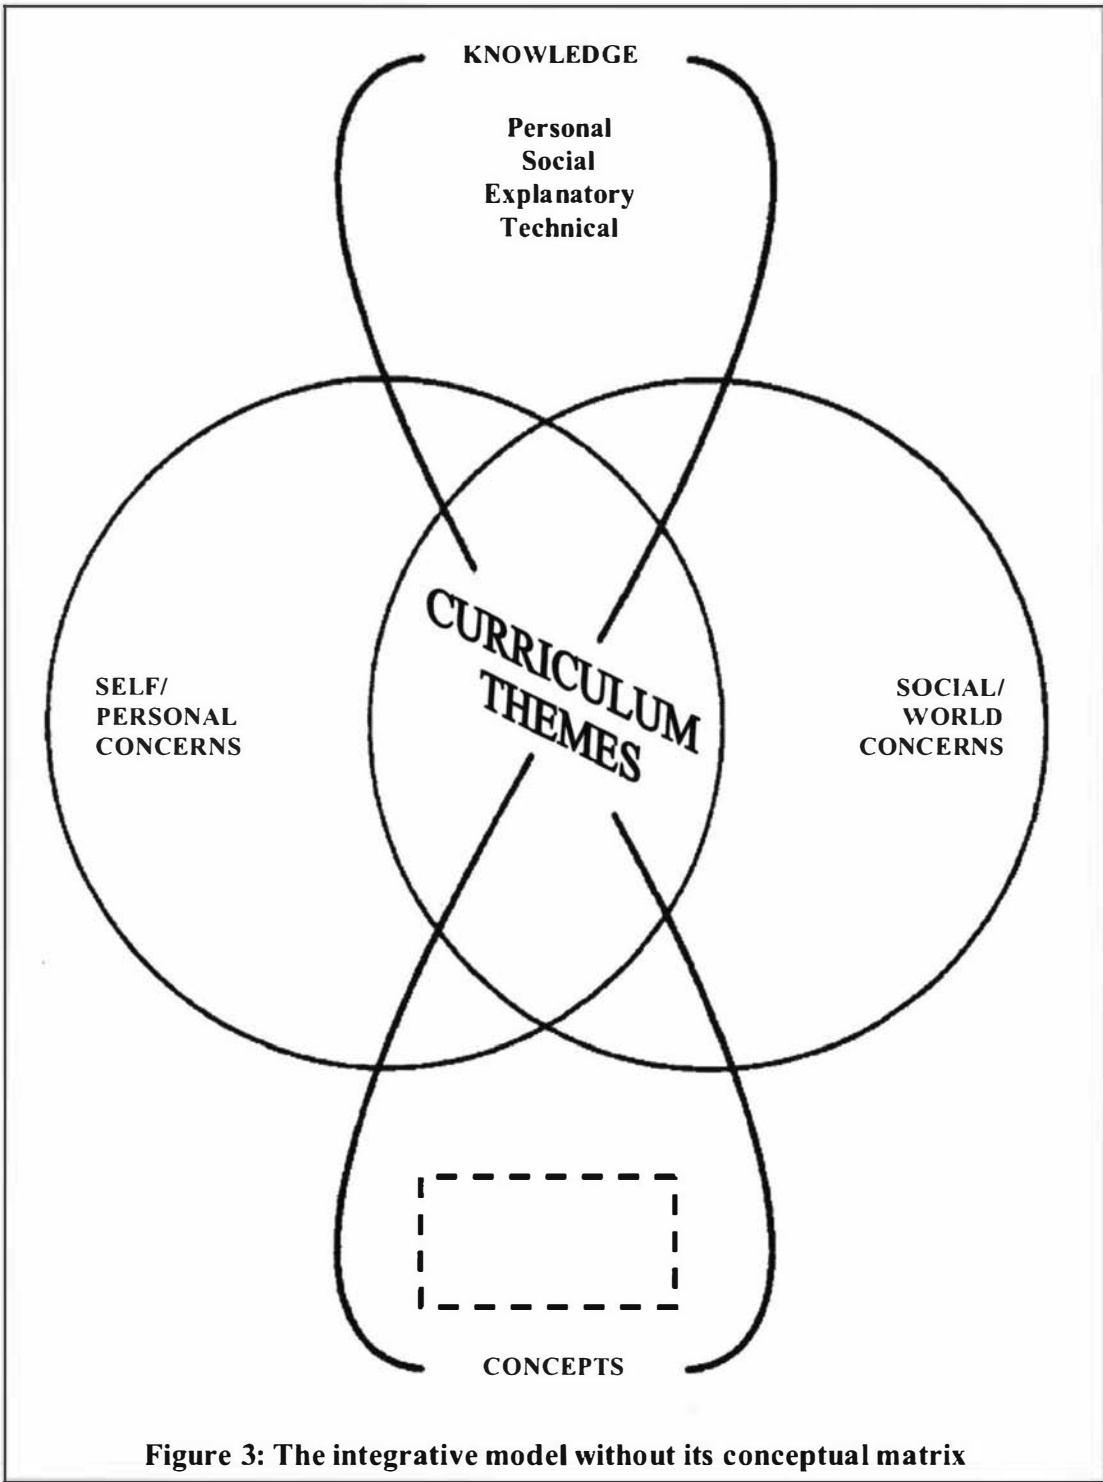 KNOWLEDGE
Personal
Social
Explanatory
Technical
CURRICULUM
THEMES
SELF/
PERSONAL
CONCERNS
SOCIAL/
WORLD
CONCERNS
CONCEPTS
Figure 3: The integrative model without its conceptual matrix